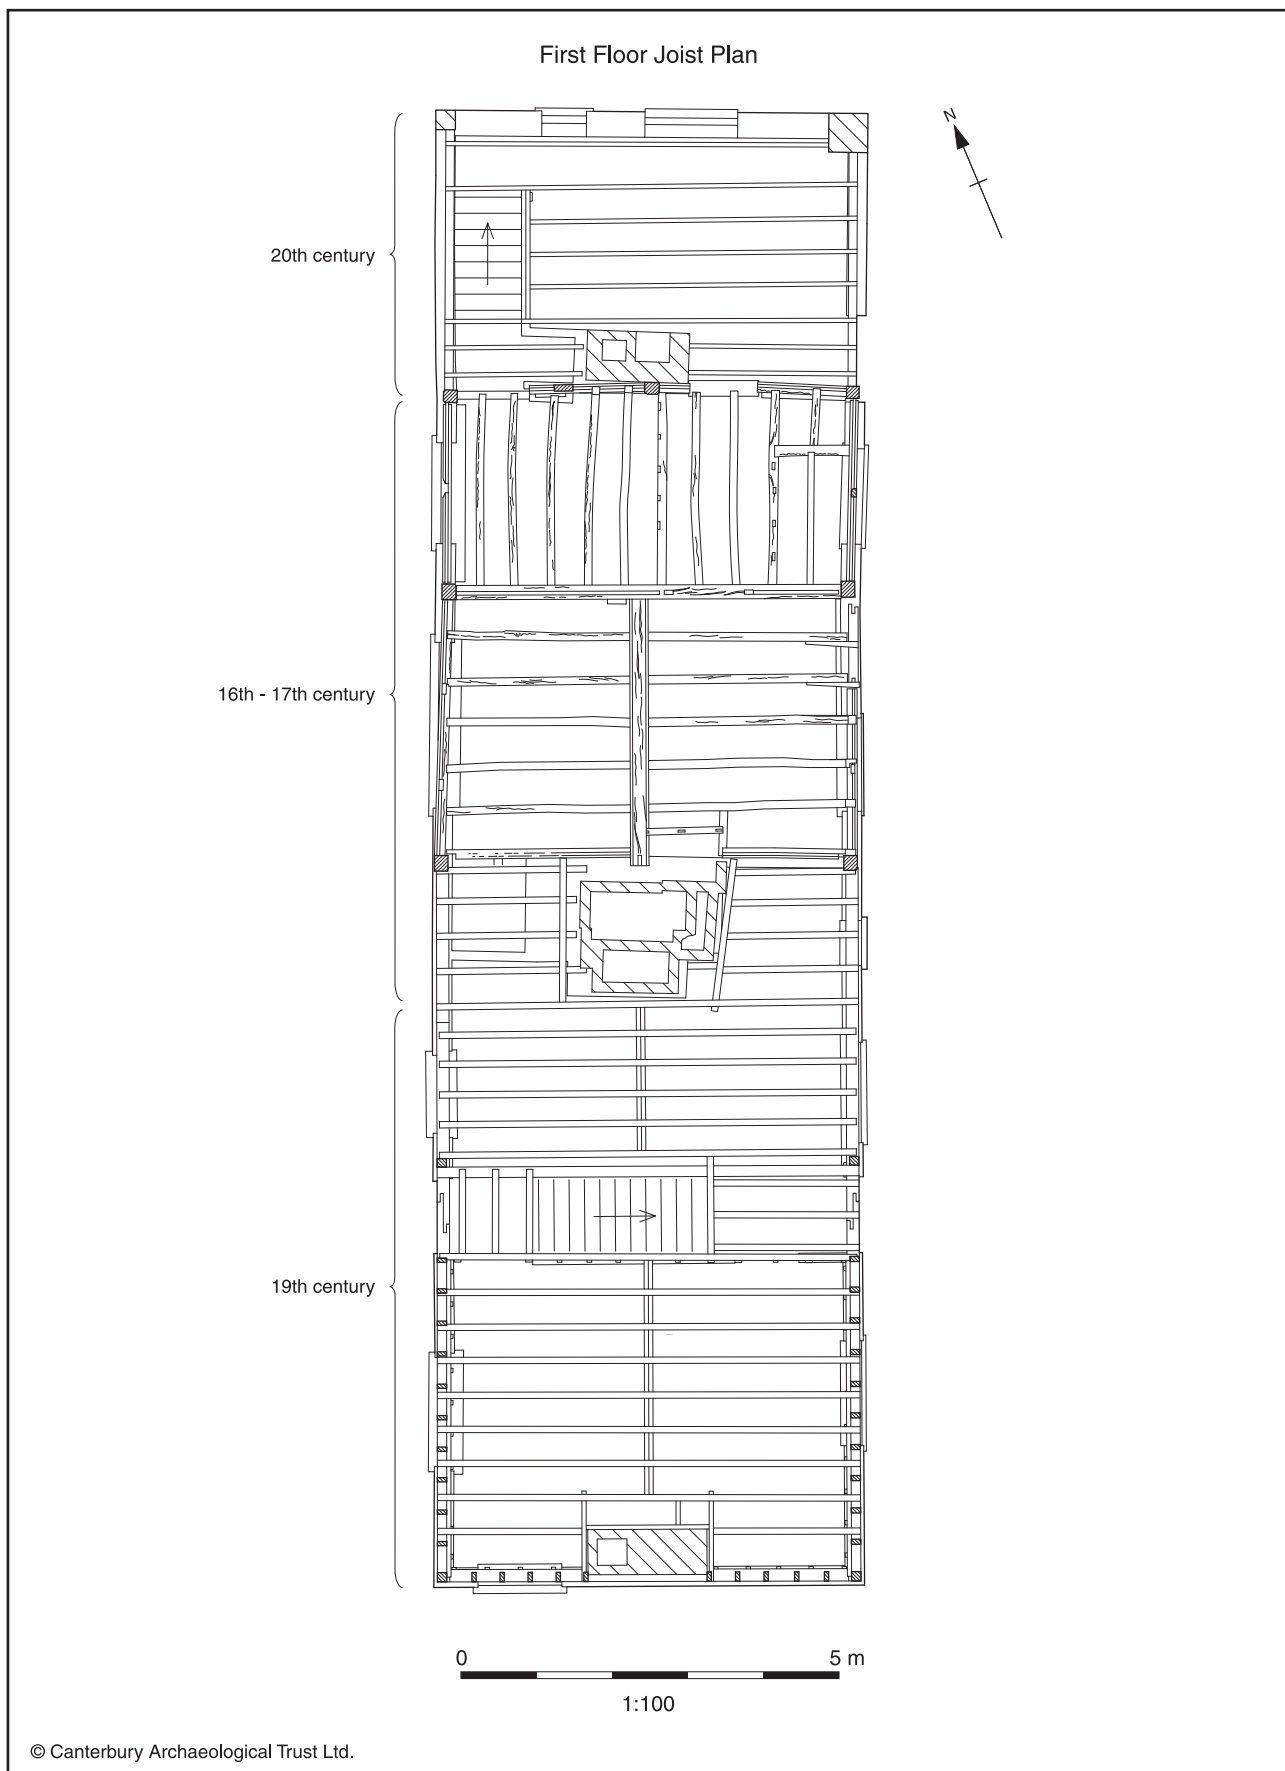 First Floor Joist Plan
N
20th century
16th - 17th century
19th century
0 5 m
1:100
© Canterbury Archaeological Trust Ltd.